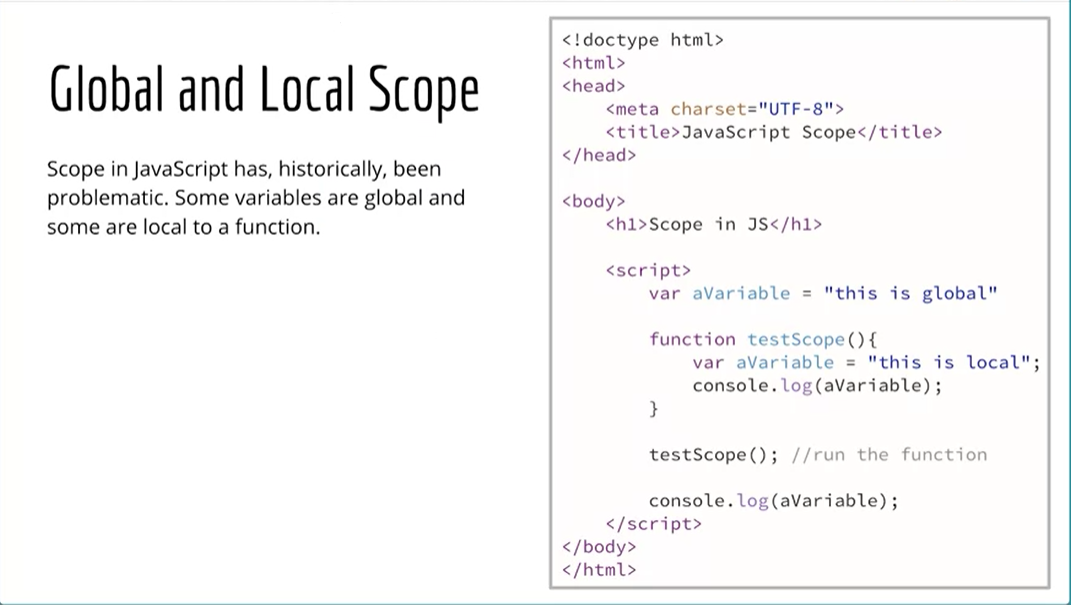 Global and Local Scope
Scope in JavaScript has, historically, been
problematic. Some variables are global and
some are local to a function.
<!doctype html>
<html>
<head>
    <meta charset="UTF-8">
    <title>JavaScript Scope</title>
</head>
<body>
    <h1>Scope in JS</h1>
    <script>
        var aVariable = "this is global"
        function testScope(){
            var aVariable = "this is local";
            console.log(aVariable);
        }
        testScope(); //run the function
        console.log(aVariable);
    </script>
</body>
</html>